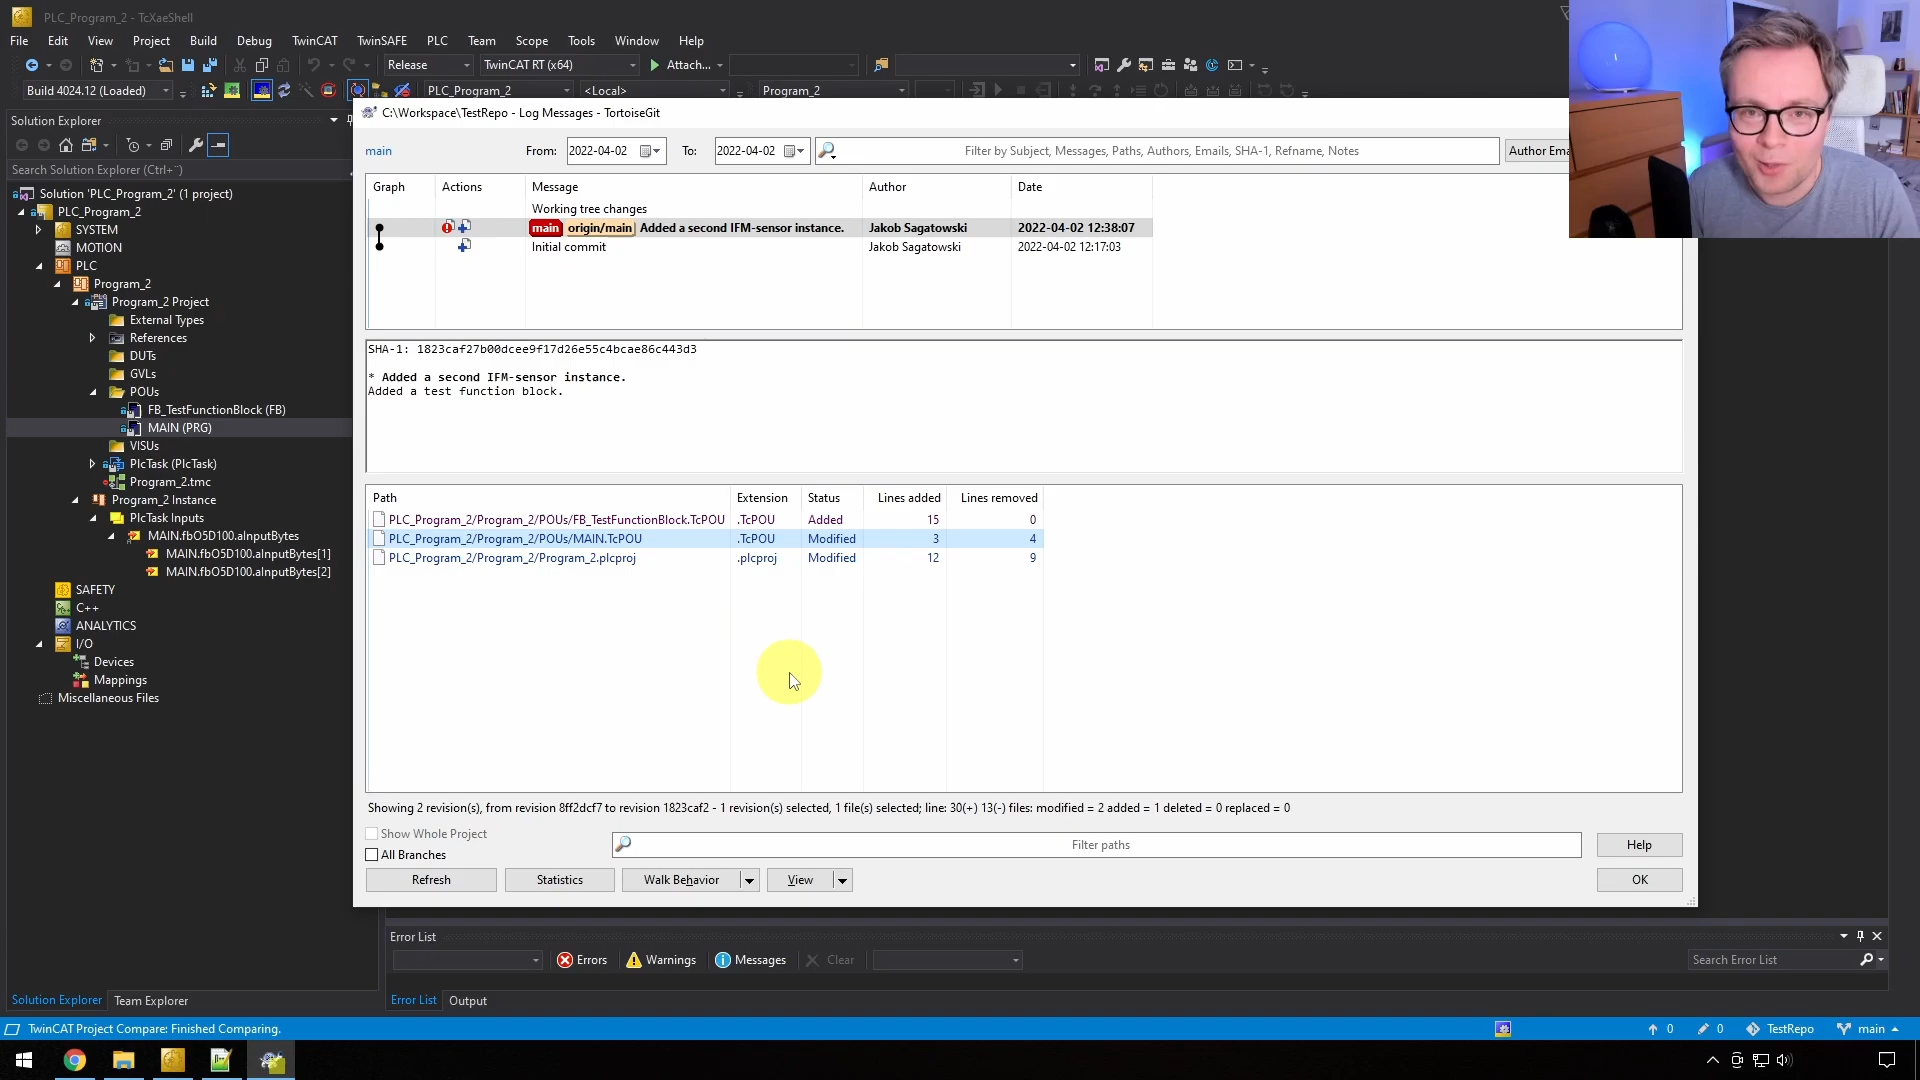 PLC_Program_2 - TcXaeShell
File Edit View Project Build Debug TwinCAT TwinSAFE PLC Team Scope Tools Window Help
Release TwinCAT RT (x64) Attach...
Build 4024.12 (Loaded) PLC_Program_2 <Local> Program_2
Solution Explorer
Search Solution Explorer (Ctrl+¨)
Solution 'PLC_Program_2' (1 project)
PLC_Program_2
SYSTEM
MOTION
PLC
Program_2
Program_2 Project
External Types
References
DUTs
GVLs
POUs
FB_TestFunctionBlock (FB)
MAIN (PRG)
VISUs
PlcTask (PlcTask)
Program_2.tmc
Program_2 Instance
PlcTask Inputs
MAIN.fbO5D100.aInputBytes
MAIN.fbO5D100.aInputBytes[1]
MAIN.fbO5D100.aInputBytes[2]
SAFETY
C++
ANALYTICS
I/O
Devices
Mappings
Miscellaneous Files
Solution Explorer Team Explorer
C:\Workspace\TestRepo - Log Messages - TortoiseGit
main From: 2022-04-02 To: 2022-04-02 Filter by Subject, Messages, Paths, Authors, Emails, SHA-1, Refname, Notes Author Ema
Graph Actions Message Author Date
Working tree changes
main origin/main Added a second IFM-sensor instance. Jakob Sagatowski 2022-04-02 12:38:07
Initial commit Jakob Sagatowski 2022-04-02 12:17:03
SHA-1: 1823caf27b00dcee9f17d26e55c4bcae86c443d3
* Added a second IFM-sensor instance.
Added a test function block.
Path Extension Status Lines added Lines removed
PLC_Program_2/Program_2/POUs/FB_TestFunctionBlock.TcPOU .TcPOU Added 15 0
PLC_Program_2/Program_2/POUs/MAIN.TcPOU .TcPOU Modified 3 4
PLC_Program_2/Program_2/Program_2.plcproj .plcproj Modified 12 9
Showing 2 revision(s), from revision 8ff2dcf7 to revision 1823caf2 - 1 revision(s) selected, 1 file(s) selected; line: 30(+) 13(-) files: modified = 2 added = 1 deleted = 0 replaced = 0
Show Whole Project
All Branches
Filter paths
Help
Refresh Statistics Walk Behavior View OK
Error List
Errors Warnings Messages Clear Search Error List
Error List Output
TwinCAT Project Compare: Finished Comparing. 0 0 TestRepo main